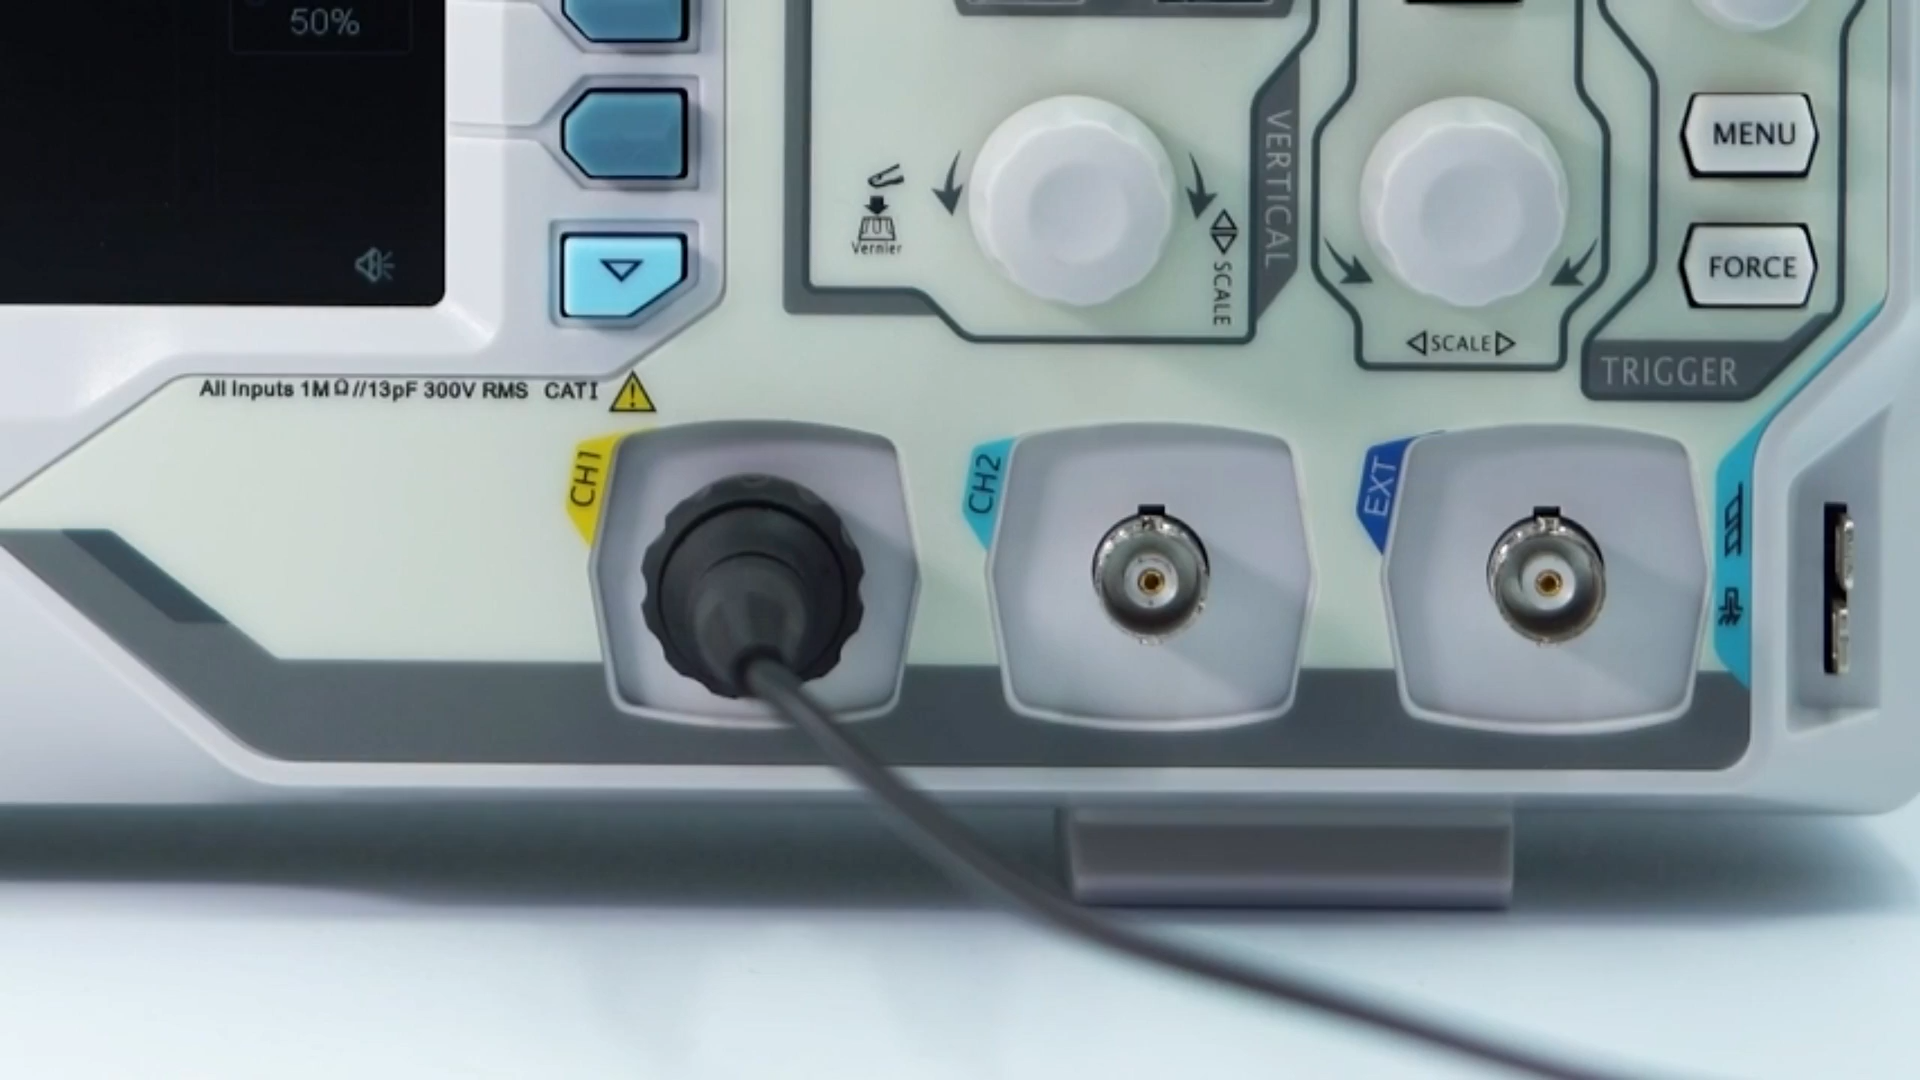 50%
MENU
VERTICAL
Vernier
SCALE
FORCE
SCALE
TRIGGER
All Inputs 1MΩ//13pF 300V RMS CAT I
CH1
CH2
EXT